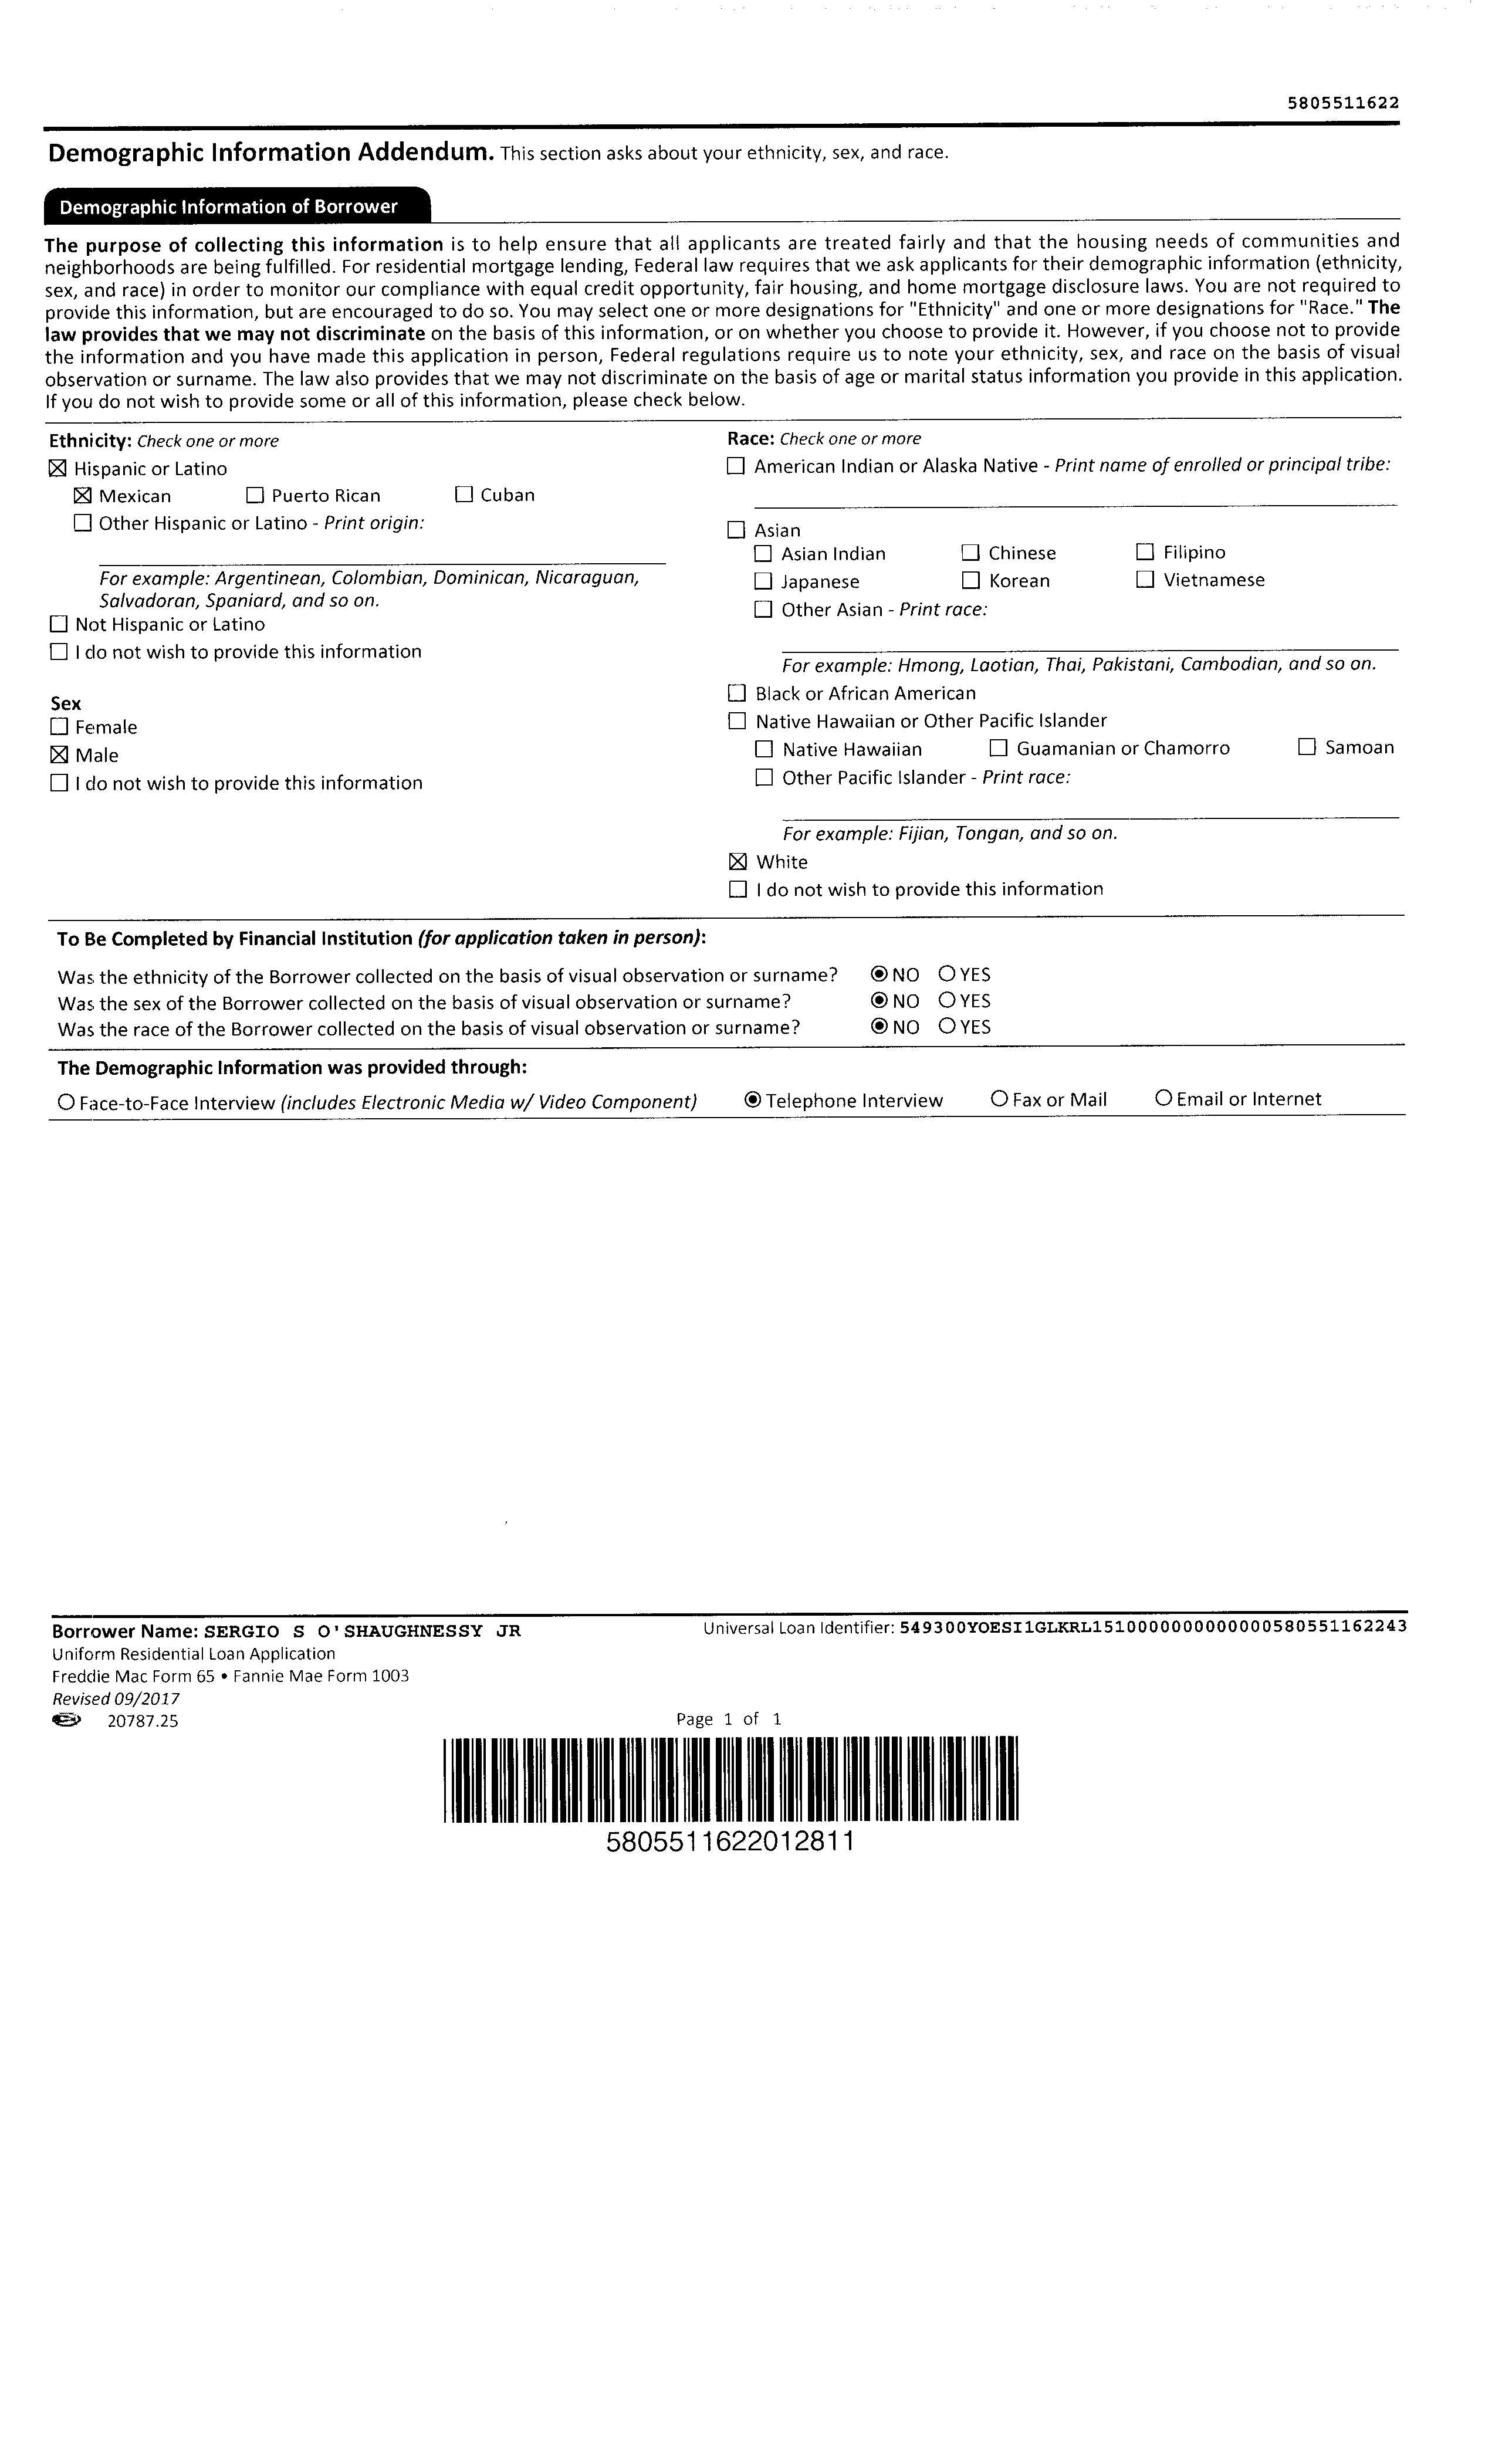 5805511622
Demographic Information Addendum. This section asks about your ethnicity, sex, and race.
Demographic Information of Borrower
The purpose of collecting this information is to help ensure that all applicants are treated fairly and that the housing needs of communities and
neighborhoods are being fulfilled. For residential mortgage lending, Federal law requires that we ask applicants for their demographic information (ethnicity,
sex, and race) in order to monitor our compliance with equal credit opportunity, fair housing, and home mortgage disclosure laws. You are not required to
provide this information, but are encouraged to do so. You may select one or more designations for "Ethnicity" and one or more designations for "Race." The
law provides that we may not discriminate on the basis of this information, or on whether you choose to provide it. However, if you choose not to provide
the information and you have made this application in person, Federal regulations require us to note your ethnicity, sex, and race on the basis of visual
observation or surname. The law also provides that we may not discriminate on the basis of age or marital status information you provide in this application.
If you do not wish to provide some or all of this information, please check below.
Ethnicity: Check one or more
☒ Hispanic or Latino
☒ Mexican ☐ Puerto Rican ☐ Cuban
☐ Other Hispanic or Latino - Print origin:
For example: Argentinean, Colombian, Dominican, Nicaraguan,
Salvadoran, Spaniard, and so on.
☐ Not Hispanic or Latino
☐ I do not wish to provide this information
Sex
☐ Female
☒ Male
☐ I do not wish to provide this information
Race: Check one or more
☐ American Indian or Alaska Native - Print name of enrolled or principal tribe:
☐ Asian
☐ Asian Indian ☐ Chinese ☐ Filipino
☐ Japanese ☐ Korean ☐ Vietnamese
☐ Other Asian - Print race:
For example: Hmong, Laotian, Thai, Pakistani, Cambodian, and so on.
☐ Black or African American
☐ Native Hawaiian or Other Pacific Islander
☐ Native Hawaiian ☐ Guamanian or Chamorro ☐ Samoan
☐ Other Pacific Islander - Print race:
For example: Fijian, Tongan, and so on.
☒ White
☐ I do not wish to provide this information
To Be Completed by Financial Institution (for application taken in person):
Was the ethnicity of the Borrower collected on the basis of visual observation or surname? ◉ NO ○ YES
Was the sex of the Borrower collected on the basis of visual observation or surname? ◉ NO ○ YES
Was the race of the Borrower collected on the basis of visual observation or surname? ◉ NO ○ YES
The Demographic Information was provided through:
○ Face-to-Face Interview (includes Electronic Media w/ Video Component) ◉ Telephone Interview ○ Fax or Mail ○ Email or Internet
Borrower Name: SERGIO S O'SHAUGHNESSY JR Universal Loan Identifier: 549300YOESI1GLKRL1510000000000000580551162243
Uniform Residential Loan Application
Freddie Mac Form 65 • Fannie Mae Form 1003
Revised 09/2017
20787.25 Page 1 of 1
5805511622012811